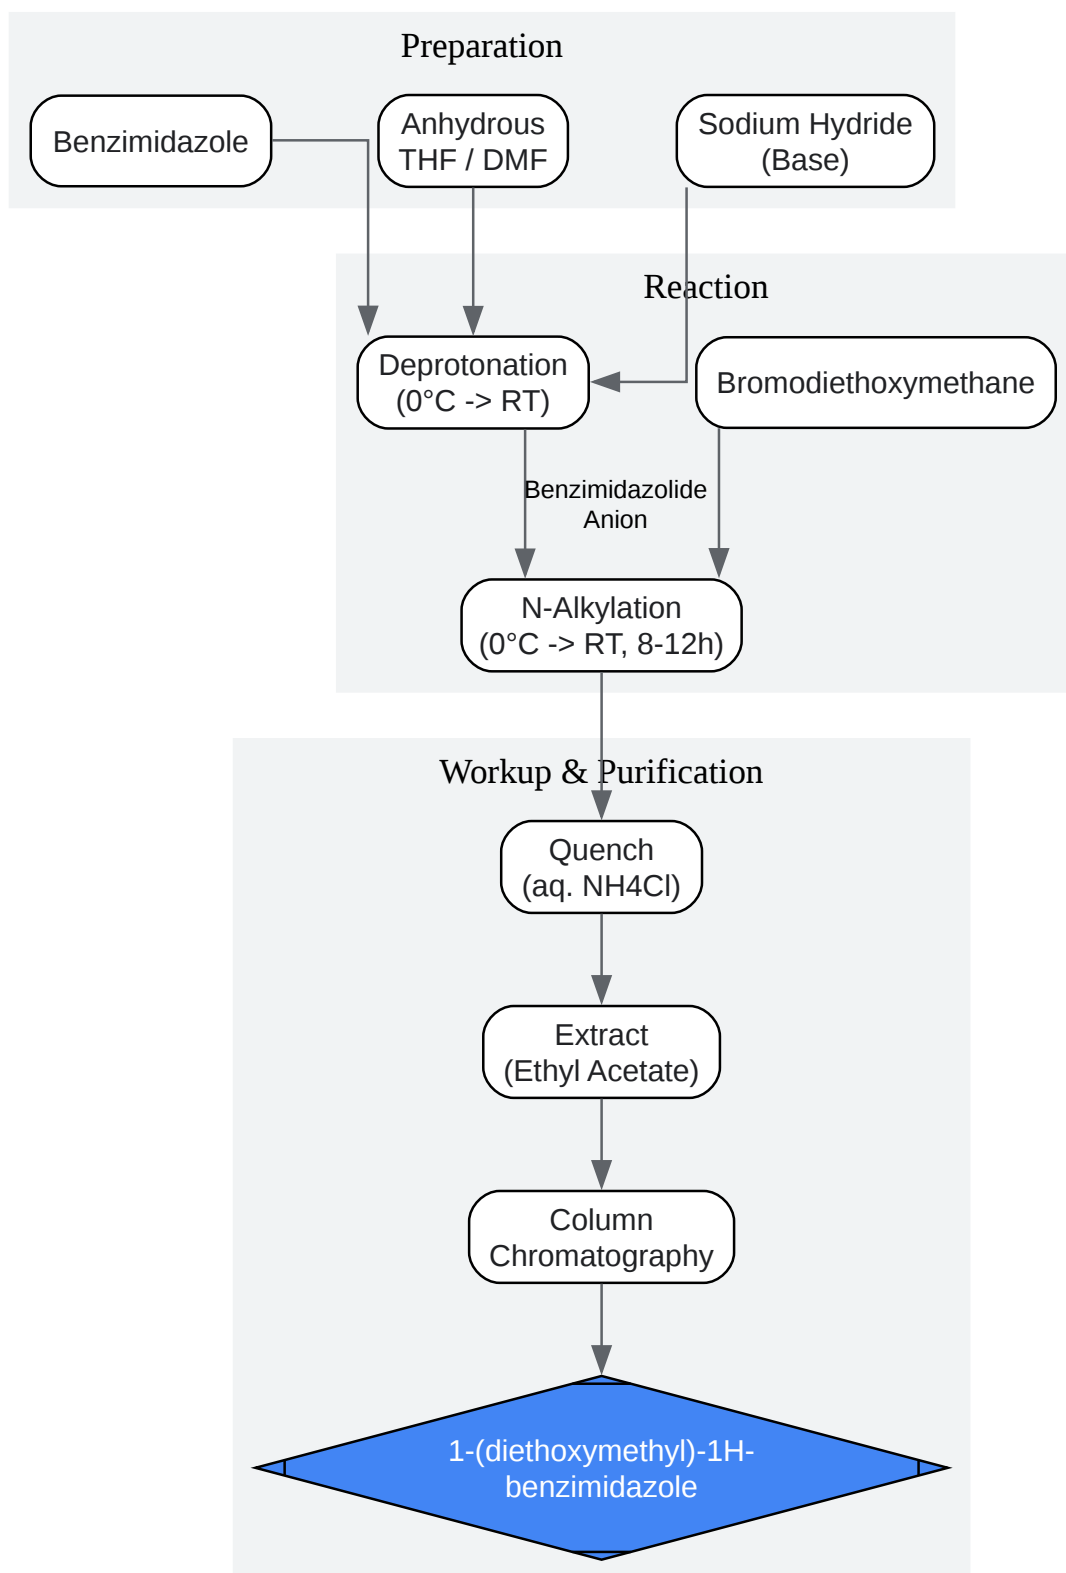 Preparation
Benzimidazole
Anhydrous
THF / DMF
Sodium Hydride
(Base)
Reaction
Deprotonation
(0°C -> RT)
Bromodiethoxymethane
Benzimidazolide
Anion
N-Alkylation
(0°C -> RT, 8-12h)
Workup & Purification
Quench
(aq. NH4Cl)
Extract
(Ethyl Acetate)
Column
Chromatography
1-(diethoxymethyl)-1H-
benzimidazole